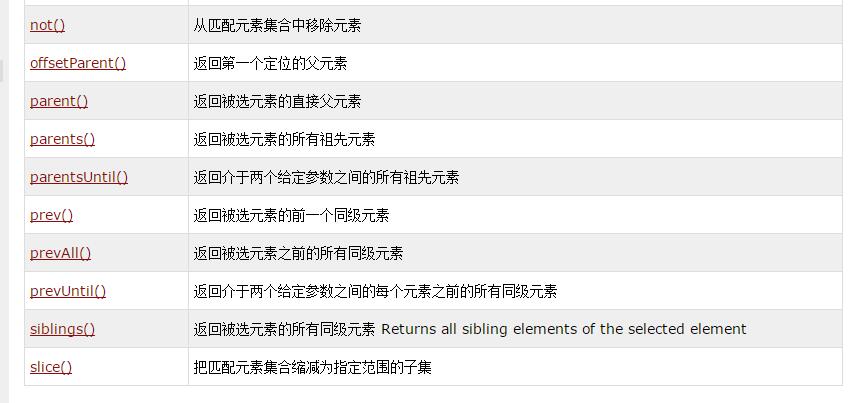 not() 从匹配元素集合中移除元素
offsetParent() 返回第一个定位的父元素
parent() 返回被选元素的直接父元素
parents() 返回被选元素的所有祖先元素
parentsUntil() 返回介于两个给定参数之间的所有祖先元素
prev() 返回被选元素的前一个同级元素
prevAll() 返回被选元素之前的所有同级元素
prevUntil() 返回介于两个给定参数之间的每个元素之前的所有同级元素
siblings() 返回被选元素的所有同级元素 Returns all sibling elements of the selected element
slice() 把匹配元素集合缩减为指定范围的子集